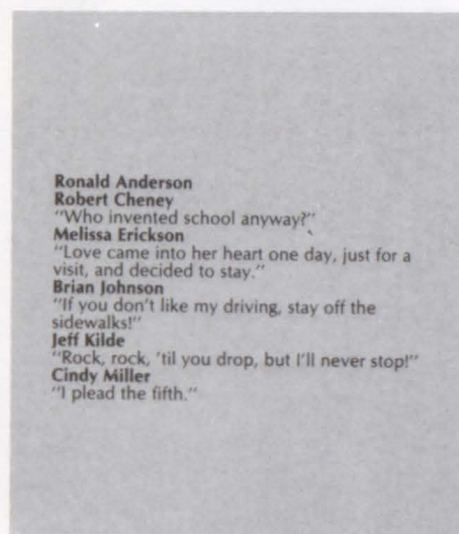 Ronald Anderson
Robert Cheney
"Who invented school anyway?"
Melissa Erickson
"Love came into her heart one day, just for a
visit, and decided to stay."
Brian Johnson
"If you don't like my driving, stay off the
sidewalks!"
Jeff Kilde
"Rock, rock, 'til you drop, but I'll never stop!"
Cindy Miller
"I plead the fifth."